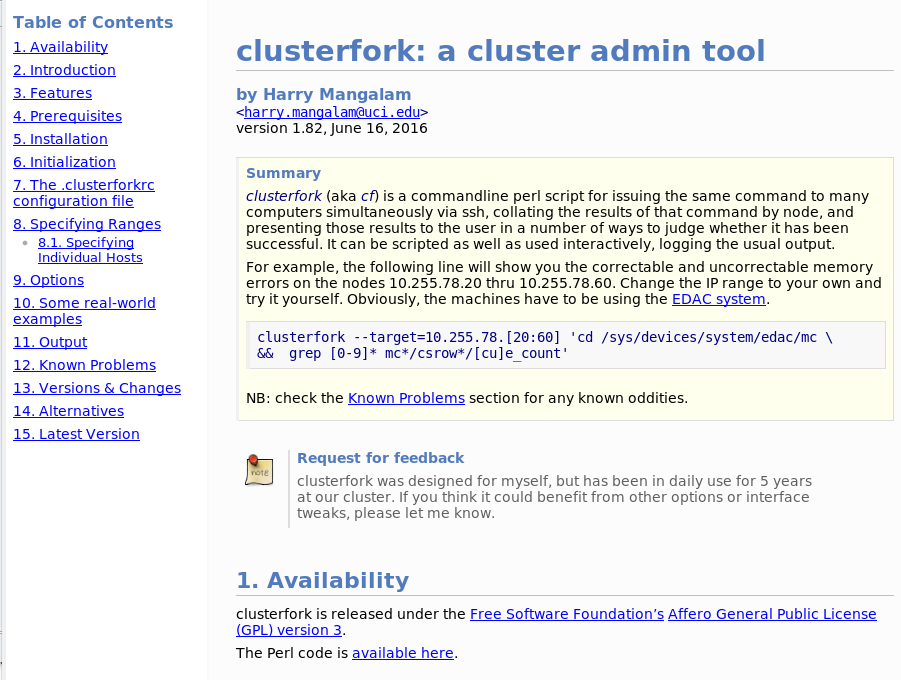 Table of Contents
1. Availability
2. Introduction
3. Features
4. Prerequisites
5. Installation
6. Initialization
7. The .clusterforkrc
configuration file
8. Specifying Ranges
8.1. Specifying
Individual Hosts
9. Options
10. Some real-world
examples
11. Output
12. Known Problems
13. Versions & Changes
14. Alternatives
15. Latest Version
clusterfork: a cluster admin tool
by Harry Mangalam
<harry.mangalam@uci.edu>
version 1.82, June 16, 2016
Summary
clusterfork (aka cf) is a commandline perl script for issuing the same command to many
computers simultaneously via ssh, collating the results of that command by node, and
presenting those results to the user in a number of ways to judge whether it has been
successful. It can be scripted as well as used interactively, logging the usual output.
For example, the following line will show you the correctable and uncorrectable memory
errors on the nodes 10.255.78.20 thru 10.255.78.60. Change the IP range to your own and
try it yourself. Obviously, the machines have to be using the EDAC system.
clusterfork --target=10.255.78.[20:60] 'cd /sys/devices/system/edac/mc \
&&  grep [0-9]* mc*/csrow*/[cu]e_count'
NB: check the Known Problems section for any known oddities.
note
Request for feedback
clusterfork was designed for myself, but has been in daily use for 5 years
at our cluster. If you think it could benefit from other options or interface
tweaks, please let me know.
1. Availability
clusterfork is released under the Free Software Foundation’s Affero General Public License
(GPL) version 3.
The Perl code is available here.